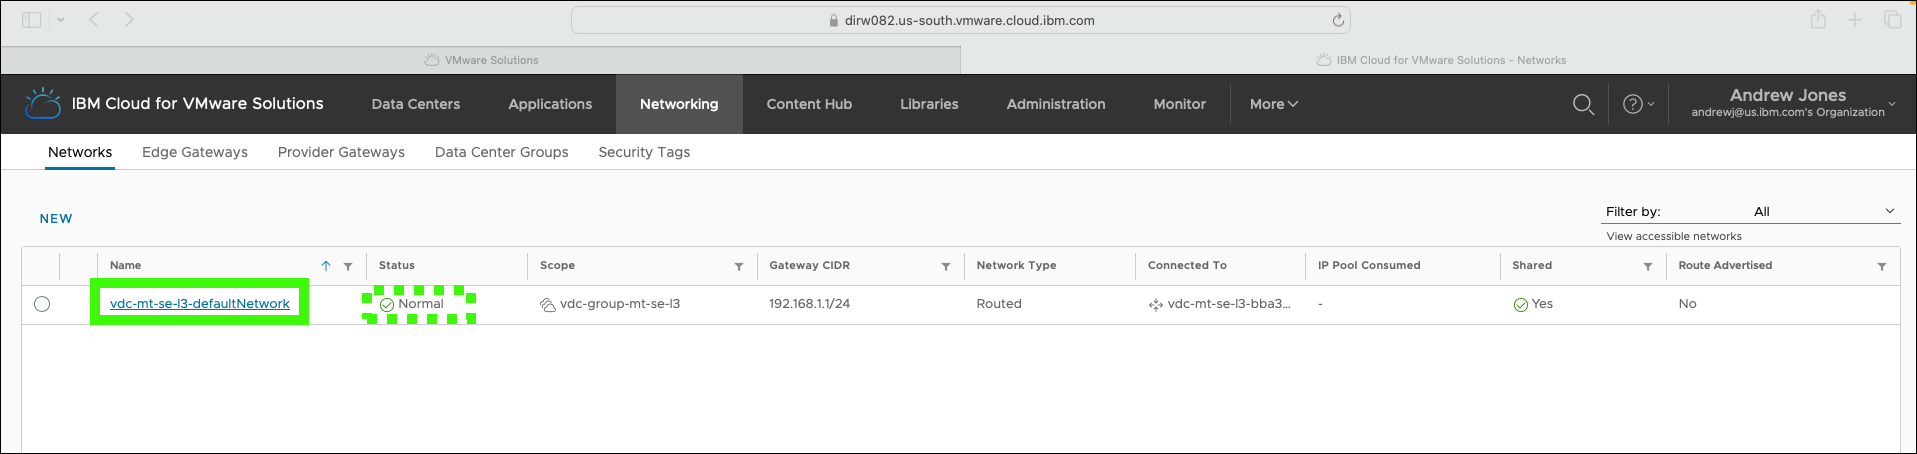 dirw082.us-south.vmware.cloud.ibm.com
VMware Solutions
IBM Cloud for VMware Solutions - Networks
IBM Cloud for VMware Solutions
Data Centers
Applications
Networking
Content Hub
Libraries
Administration
Monitor
More
Andrew Jones
andrewj@us.ibm.com's Organization
Networks
Edge Gateways
Provider Gateways
Data Center Groups
Security Tags
NEW
Filter by:
All
View accessible networks
Name
Status
Scope
Gateway CIDR
Network Type
Connected To
IP Pool Consumed
Shared
Route Advertised
vdc-mt-se-l3-defaultNetwork
Normal
vdc-group-mt-se-l3
192.168.1.1/24
Routed
vdc-mt-se-l3-bba3...
-
Yes
No